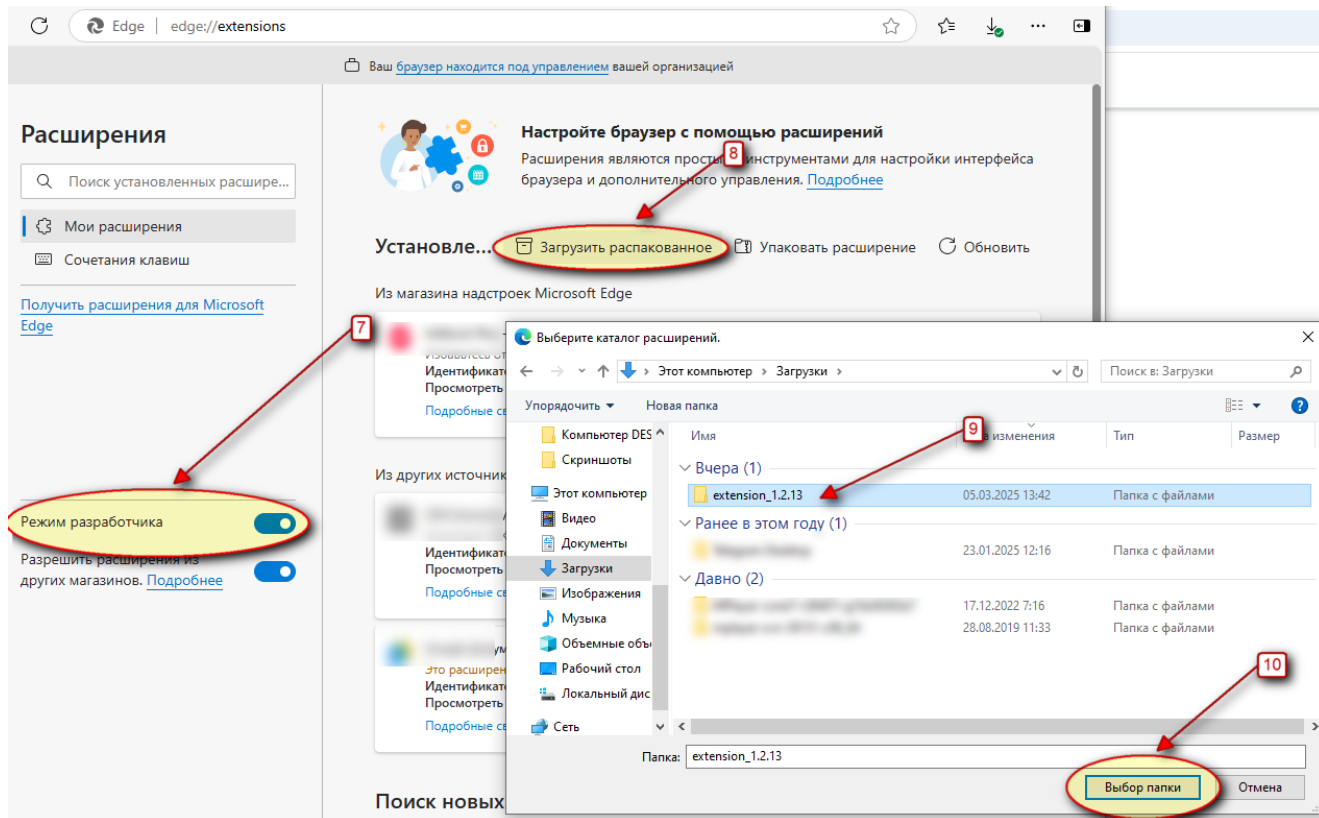 Edge | edge://extensions
Ваш браузер находится под управлением вашей организацией
Расширения
Поиск установленных расшире...
Мои расширения
Сочетания клавиш
Получить расширения для Microsoft
Edge
7
Режим разработчика
Разрешить расширения из
других магазинов. Подробнее
Настройте браузер с помощью расширений
Расширения являются инструментами для настройки интерфейса
браузера и дополнительного управления. Подробнее
8
Установле...
Загрузить распакованное
Упаковать расширение
Обновить
Из магазина надстроек Microsoft Edge
Идентификат
Просмотреть
Подробные св
Из других источник
Идентификат
Просмотреть
Подробные св
Это расширен
Идентификат
Просмотреть
Подробные св
Поиск новых
Выберите каталог расширений.
Этот компьютер > Загрузки >
Поиск в: Загрузки
Упорядочить
Новая папка
Компьютер DES
Скриншоты
Этот компьютер
Видео
Документы
Загрузки
Изображения
Музыка
Объемные объ
Рабочий стол
Локальный дис
Сеть
Имя
9
изменения
Тип
Размер
Вчера (1)
extension_1.2.13
05.03.2025 13:42
Папка с файлами
Ранее в этом году (1)
23.01.2025 12:16
Папка с файлами
Давно (2)
17.12.2022 7:16
Папка с файлами
28.08.2019 11:33
Папка с файлами
10
Папка: extension_1.2.13
Выбор папки
Отмена